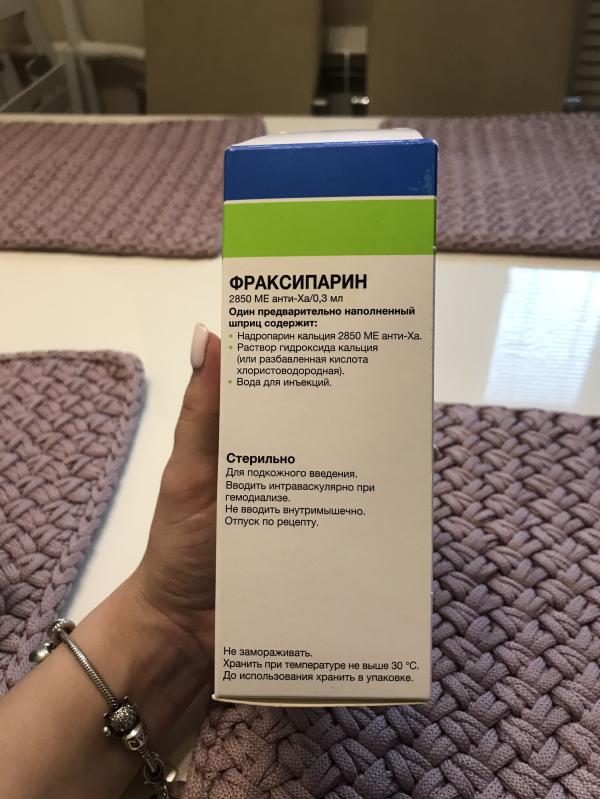 ФРАКСИПАРИН
2850 МЕ анти-Ха/0,3 мл
Один предварительно наполненный
шприц содержит:
• Надропарин кальция 2850 МЕ анти-Ха.
• Раствор гидроксида кальция
(или разбавленная кислота
хлористоводородная).
• Вода для инъекций.
Стерильно
Для подкожного введения.
Вводить интраваскулярно при
гемодиализе.
Не вводить внутримышечно.
Отпуск по рецепту.
Не замораживать.
Хранить при температуре не выше 30 °С.
До использования хранить в упаковке.